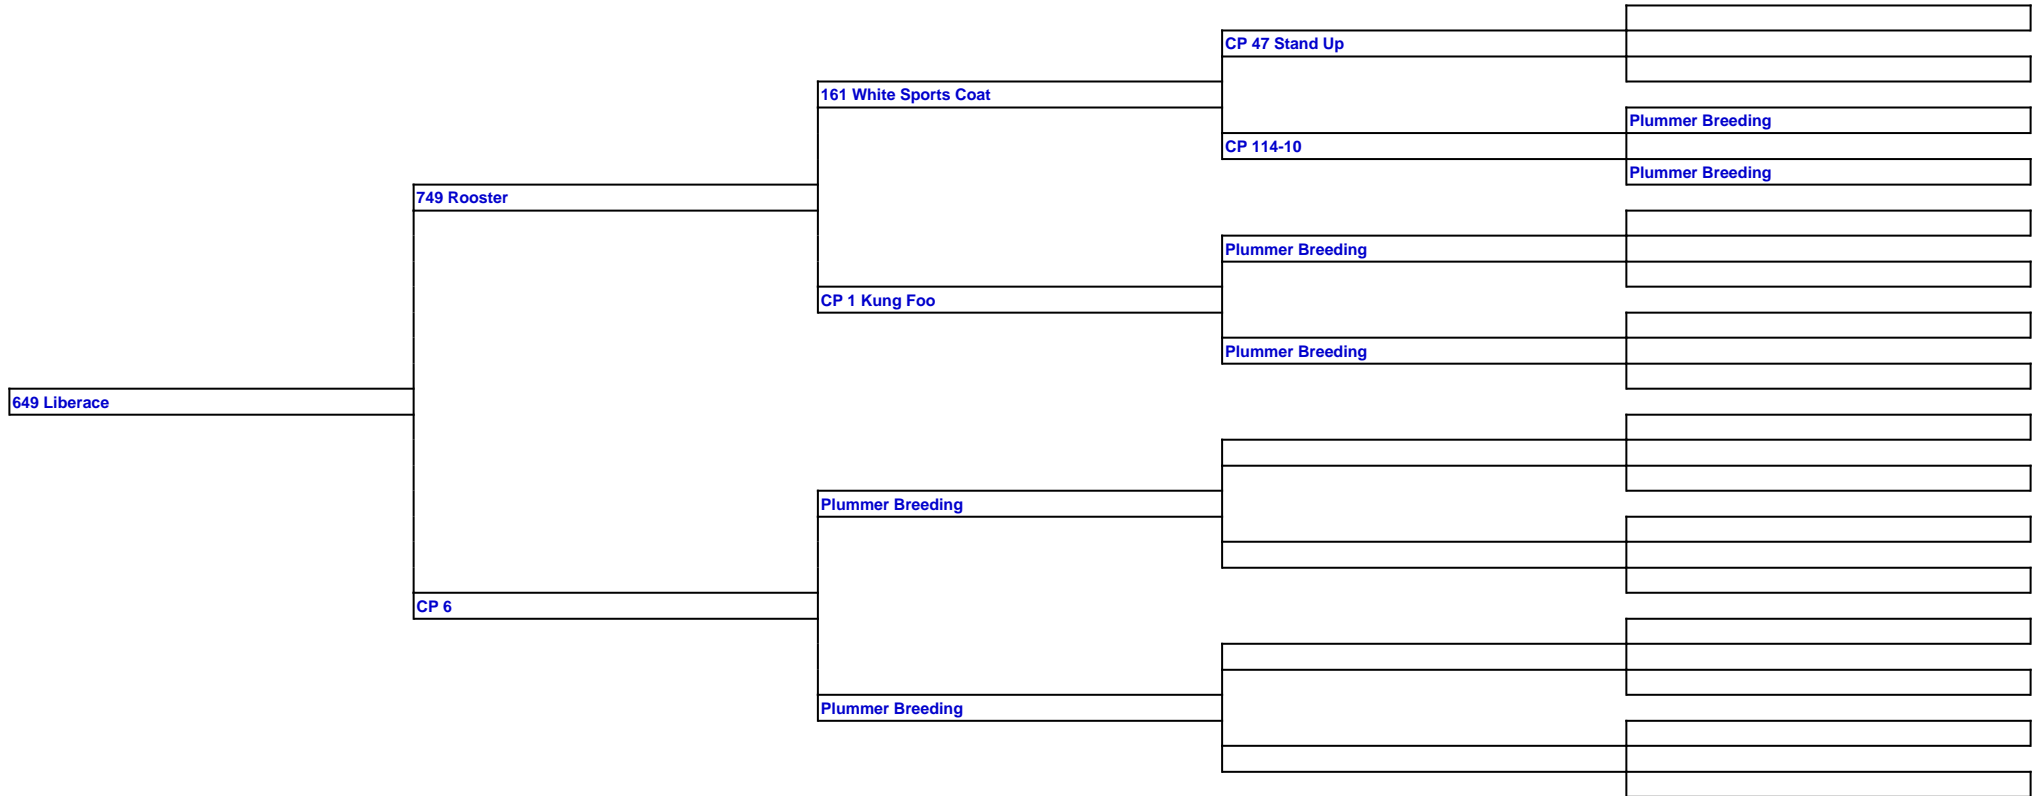 CP 47 Stand Up
161 White Sports Coat
Plummer Breeding
CP 114-10
Plummer Breeding
749 Rooster
Plummer Breeding
CP 1 Kung Foo
Plummer Breeding
649 Liberace
Plummer Breeding
CP 6
Plummer Breeding